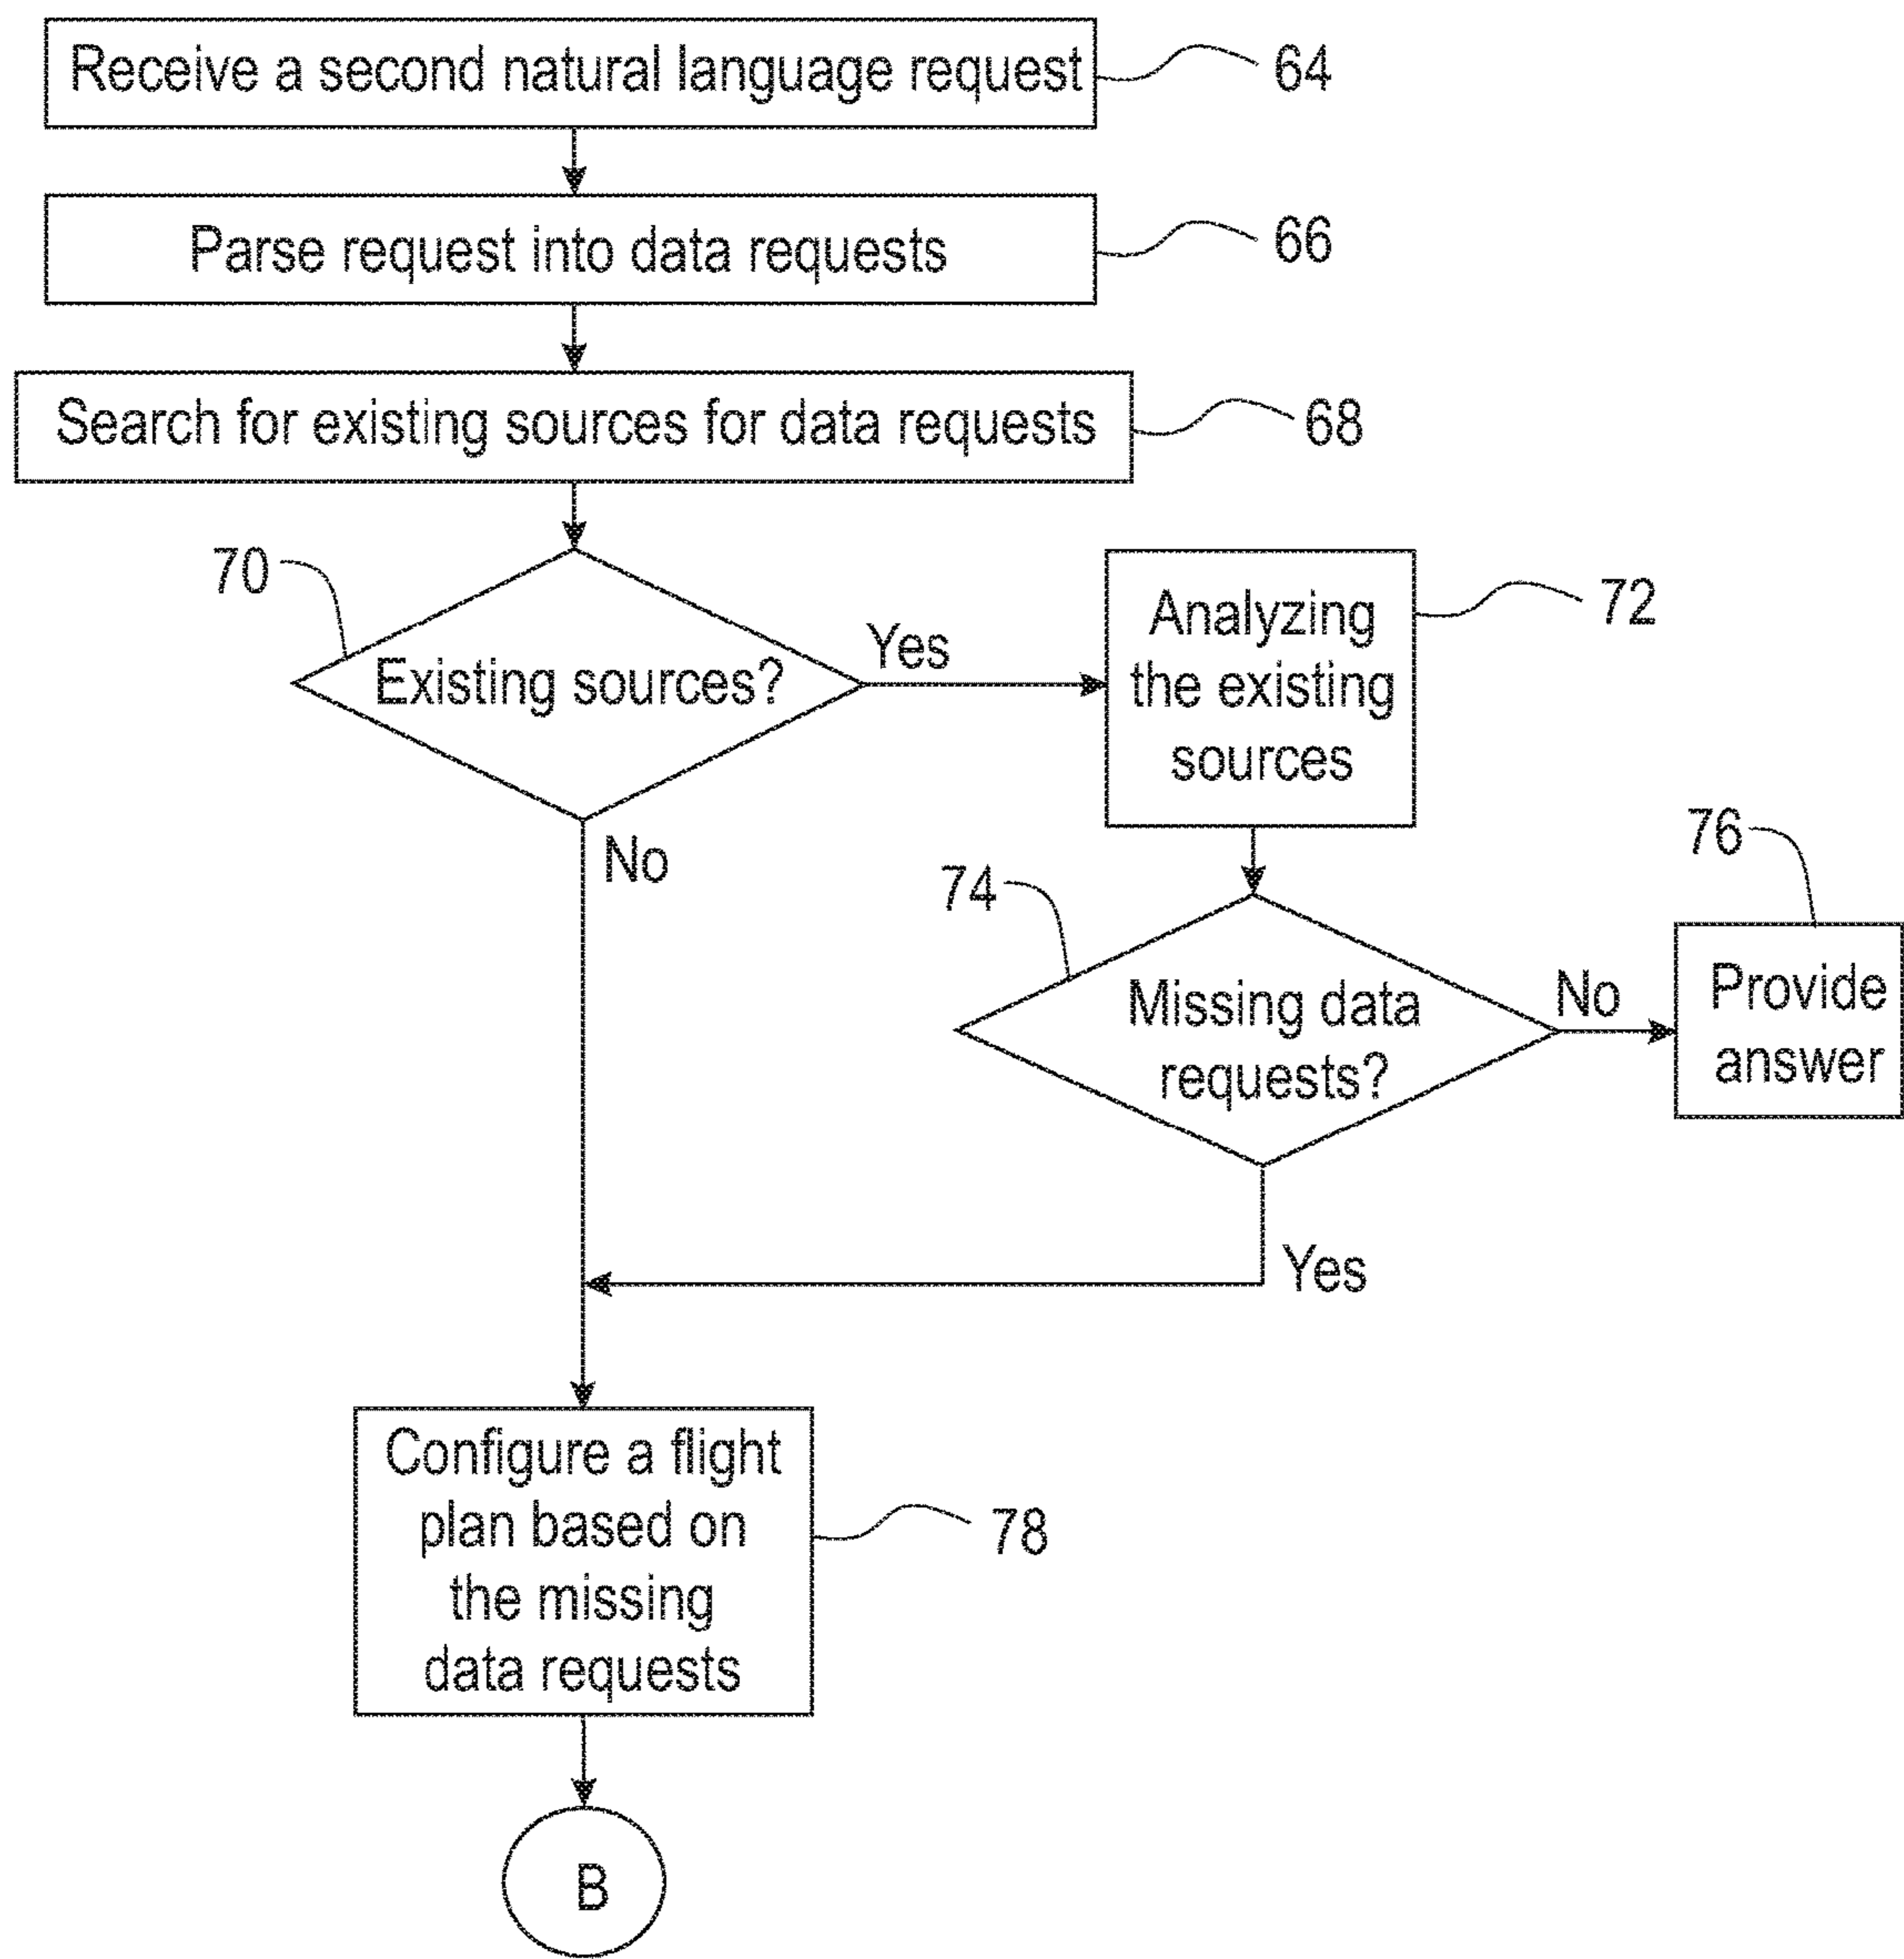 Receive a second natural language request
64
Parse request into data requests
66
Search for existing sources for data requests
68
70
Existing sources?
Yes
Analyzing
the existing
sources
72
No
74
Missing data
requests?
No
76
Provide
answer
Yes
Configure a flight
plan based on
the missing
data requests
78
B